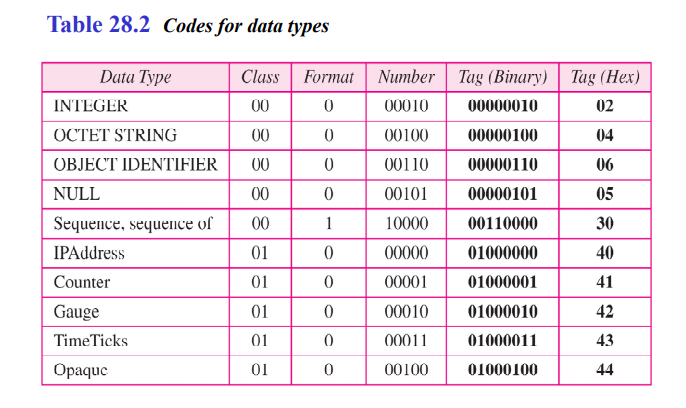 Table 28.2 Codes for data types
Data Type Class Format Number Tag (Binary) Tag (Hex)
INTEGER 00 0 00010 00000010 02
OCTET STRING 00 0 00100 00000100 04
OBJECT IDENTIFIER 00 0 00110 00000110 06
NULL 00 0 00101 00000101 05
Sequence, sequence of 00 1 10000 00110000 30
IPAddress 01 0 00000 01000000 40
Counter 01 0 00001 01000001 41
Gauge 01 0 00010 01000010 42
TimeTicks 01 0 00011 01000011 43
Opaque 01 0 00100 01000100 44